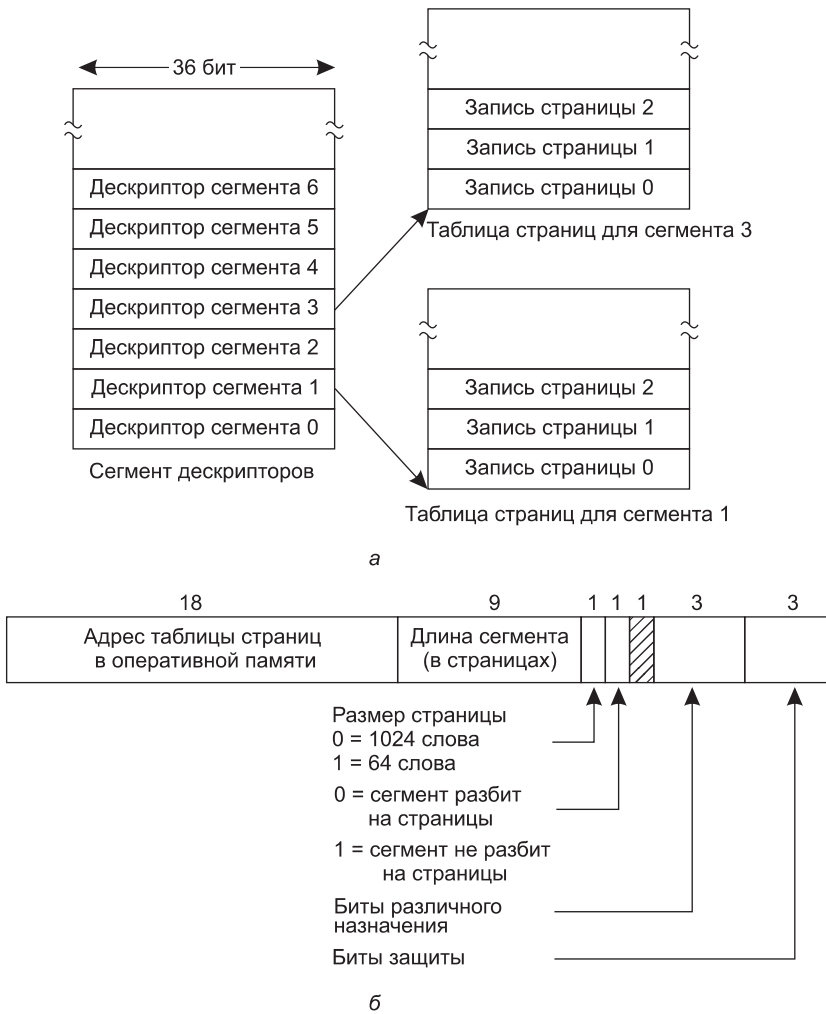 36 бит
Дескриптор сегмента 6
Дескриптор сегмента 5
Дескриптор сегмента 4
Дескриптор сегмента 3
Дескриптор сегмента 2
Дескриптор сегмента 1
Дескриптор сегмента 0
Сегмент дескрипторов
Запись страницы 2
Запись страницы 1
Запись страницы 0
Таблица страниц для сегмента 3
Запись страницы 2
Запись страницы 1
Запись страницы 0
Таблица страниц для сегмента 1
а
18 9 1 1 1 3 3
Адрес таблицы страниц
в оперативной памяти
Длина сегмента
(в страницах)
Размер страницы
0 = 1024 слова
1 = 64 слова
0 = сегмент разбит
на страницы
1 = сегмент не разбит
на страницы
Биты различного
назначения
Биты защиты
б